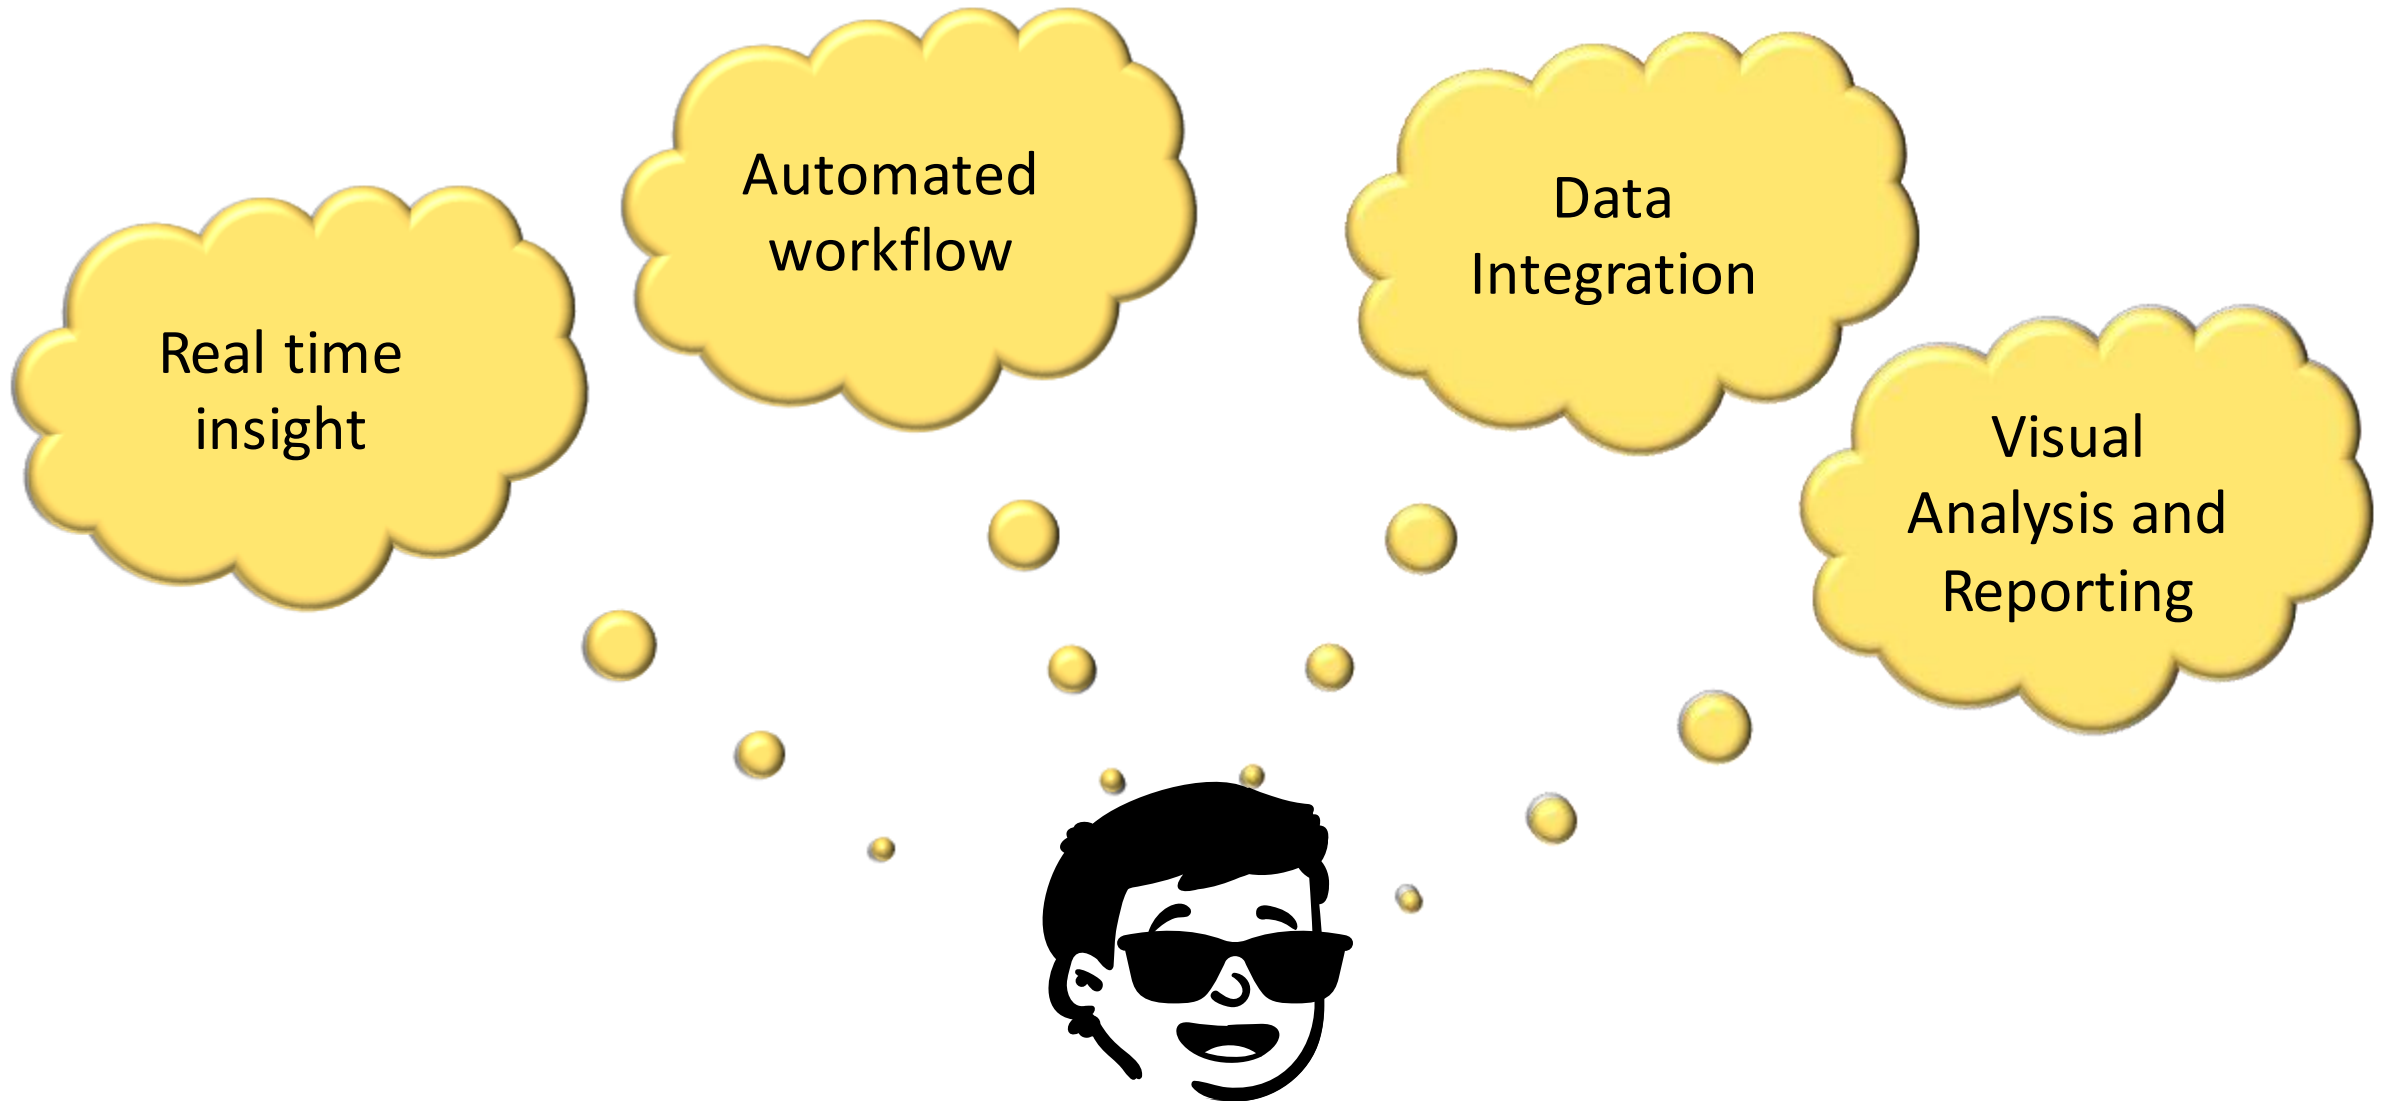 Real time
insight
Automated
workflow
Data
Integration
Visual
Analysis and
Reporting